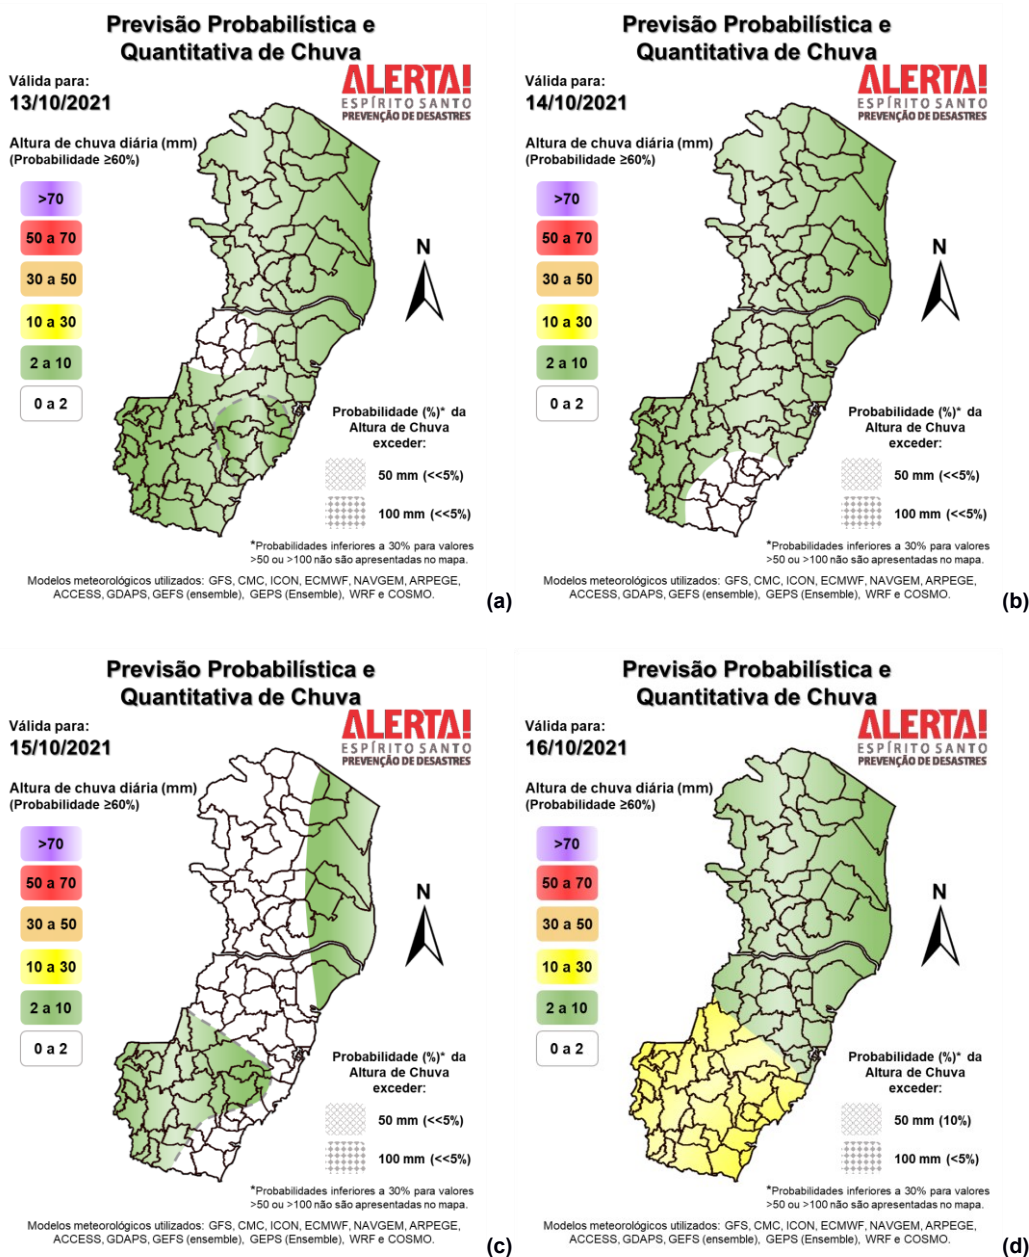 Previsão Probabilística e
Quantitativa de Chuva
Válida para:
13/10/2021
ALERTA!
ESPÍRITO SANTO
PREVENÇÃO DE DESASTRES
Altura de chuva diária (mm)
(Probabilidade ≥60%)
>70
50 a 70
30 a 50
10 a 30
2 a 10
0 a 2
N
Probabilidade (%)* da
Altura de Chuva
exceder:
50 mm (<<5%)
100 mm (<<5%)
*Probabilidades inferiores a 30% para valores
>50 ou >100 não são apresentadas no mapa.
Modelos meteorológicos utilizados: GFS, CMC, ICON, ECMWF, NAVGEM, ARPEGE,
ACCESS, GDAPS, GEFS (ensemble), GEPS (Ensemble), WRF e COSMO.
(a)
Previsão Probabilística e
Quantitativa de Chuva
Válida para:
14/10/2021
ALERTA!
ESPÍRITO SANTO
PREVENÇÃO DE DESASTRES
Altura de chuva diária (mm)
(Probabilidade ≥60%)
>70
50 a 70
30 a 50
10 a 30
2 a 10
0 a 2
N
Probabilidade (%)* da
Altura de Chuva
exceder:
50 mm (<<5%)
100 mm (<<5%)
*Probabilidades inferiores a 30% para valores
>50 ou >100 não são apresentadas no mapa.
Modelos meteorológicos utilizados: GFS, CMC, ICON, ECMWF, NAVGEM, ARPEGE,
ACCESS, GDAPS, GEFS (ensemble), GEPS (Ensemble), WRF e COSMO.
(b)
Previsão Probabilística e
Quantitativa de Chuva
Válida para:
15/10/2021
ALERTA!
ESPÍRITO SANTO
PREVENÇÃO DE DESASTRES
Altura de chuva diária (mm)
(Probabilidade ≥60%)
>70
50 a 70
30 a 50
10 a 30
2 a 10
0 a 2
N
Probabilidade (%)* da
Altura de Chuva
exceder:
50 mm (<<5%)
100 mm (<<5%)
*Probabilidades inferiores a 30% para valores
>50 ou >100 não são apresentadas no mapa.
Modelos meteorológicos utilizados: GFS, CMC, ICON, ECMWF, NAVGEM, ARPEGE,
ACCESS, GDAPS, GEFS (ensemble), GEPS (Ensemble), WRF e COSMO.
(c)
Previsão Probabilística e
Quantitativa de Chuva
Válida para:
16/10/2021
ALERTA!
ESPÍRITO SANTO
PREVENÇÃO DE DESASTRES
Altura de chuva diária (mm)
(Probabilidade ≥60%)
>70
50 a 70
30 a 50
10 a 30
2 a 10
0 a 2
N
Probabilidade (%)* da
Altura de Chuva
exceder:
50 mm (10%)
100 mm (<5%)
*Probabilidades inferiores a 30% para valores
>50 ou >100 não são apresentadas no mapa.
Modelos meteorológicos utilizados: GFS, CMC, ICON, ECMWF, NAVGEM, ARPEGE,
ACCESS, GDAPS, GEFS (ensemble), GEPS (Ensemble), WRF e COSMO.
(d)